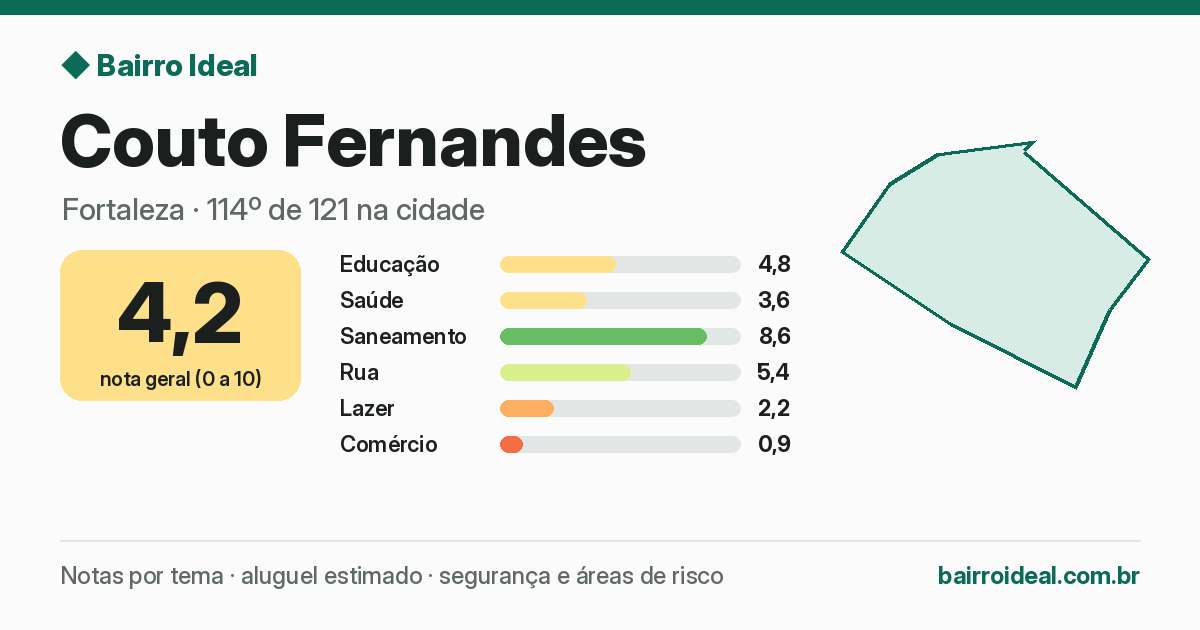 Bairro Ideal
Couto Fernandes
Fortaleza · 114º de 121 na cidade
4,2
nota geral (0 a 10)
Educação 4,8
Saúde 3,6
Saneamento 8,6
Rua 5,4
Lazer 2,2
Comércio 0,9
Notas por tema · aluguel estimado · segurança e áreas de risco
bairroideal.com.br